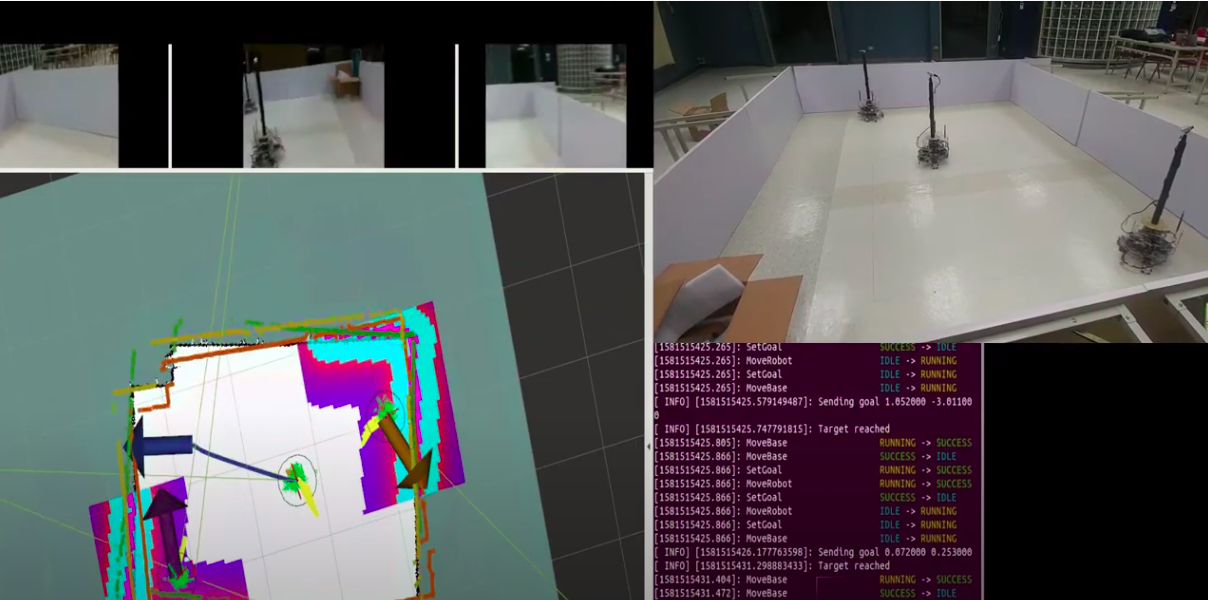 [1581515425.265]: SetGoal SUCCESS -> IDLE
[1581515425.265]: MoveRobot IDLE -> RUNNING
[1581515425.265]: SetGoal IDLE -> RUNNING
[1581515425.265]: MoveBase IDLE -> RUNNING
[ INFO] [1581515425.579149487]: Sending goal 1.052000 -3.01100
0
[ INFO] [1581515425.747791815]: Target reached
[1581515425.805]: MoveBase RUNNING -> SUCCESS
[1581515425.866]: MoveBase SUCCESS -> IDLE
[1581515425.866]: SetGoal RUNNING -> SUCCESS
[1581515425.866]: MoveRobot RUNNING -> SUCCESS
[1581515425.866]: SetGoal SUCCESS -> IDLE
[1581515425.866]: MoveRobot IDLE -> RUNNING
[1581515425.866]: SetGoal IDLE -> RUNNING
[1581515425.866]: MoveBase IDLE -> RUNNING
[ INFO] [1581515426.177763598]: Sending goal 0.072000 0.253000
[ INFO] [1581515431.298883433]: Target reached
[1581515431.404]: MoveBase RUNNING -> SUCCESS
[1581515431.472]: MoveBase SUCCESS -> IDLE